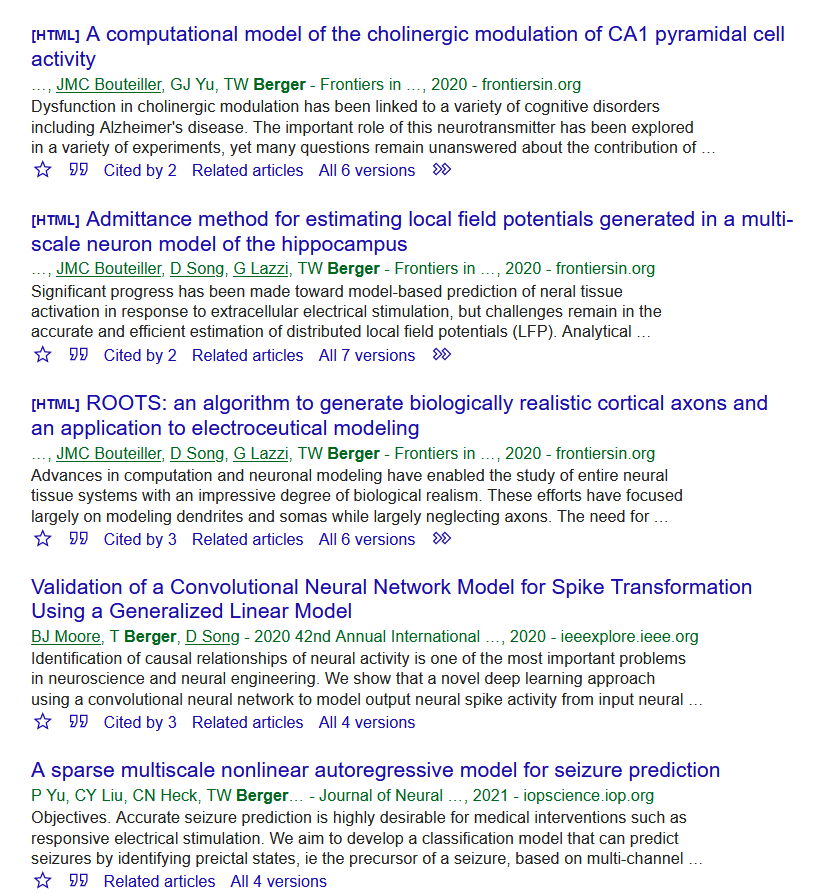 [HTML] A computational model of the cholinergic modulation of CA1 pyramidal cell
activity
…, JMC Bouteiller, GJ Yu, TW Berger - Frontiers in …, 2020 - frontiersin.org
Dysfunction in cholinergic modulation has been linked to a variety of cognitive disorders
including Alzheimer's disease. The important role of this neurotransmitter has been explored
in a variety of experiments, yet many questions remain unanswered about the contribution of …
Cited by 2 Related articles All 6 versions
[HTML] Admittance method for estimating local field potentials generated in a multi-
scale neuron model of the hippocampus
…, JMC Bouteiller, D Song, G Lazzi, TW Berger - Frontiers in …, 2020 - frontiersin.org
Significant progress has been made toward model-based prediction of neral tissue
activation in response to extracellular electrical stimulation, but challenges remain in the
accurate and efficient estimation of distributed local field potentials (LFP). Analytical …
Cited by 2 Related articles All 7 versions
[HTML] ROOTS: an algorithm to generate biologically realistic cortical axons and
an application to electroceutical modeling
…, JMC Bouteiller, D Song, G Lazzi, TW Berger - Frontiers in …, 2020 - frontiersin.org
Advances in computation and neuronal modeling have enabled the study of entire neural
tissue systems with an impressive degree of biological realism. These efforts have focused
largely on modeling dendrites and somas while largely neglecting axons. The need for …
Cited by 3 Related articles All 6 versions
Validation of a Convolutional Neural Network Model for Spike Transformation
Using a Generalized Linear Model
BJ Moore, T Berger, D Song - 2020 42nd Annual International …, 2020 - ieeexplore.ieee.org
Identification of causal relationships of neural activity is one of the most important problems
in neuroscience and neural engineering. We show that a novel deep learning approach
using a convolutional neural network to model output neural spike activity from input neural …
Cited by 3 Related articles All 4 versions
A sparse multiscale nonlinear autoregressive model for seizure prediction
P Yu, CY Liu, CN Heck, TW Berger… - Journal of Neural …, 2021 - iopscience.iop.org
Objectives. Accurate seizure prediction is highly desirable for medical interventions such as
responsive electrical stimulation. We aim to develop a classification model that can predict
seizures by identifying preictal states, ie the precursor of a seizure, based on multi-channel …
Related articles All 4 versions